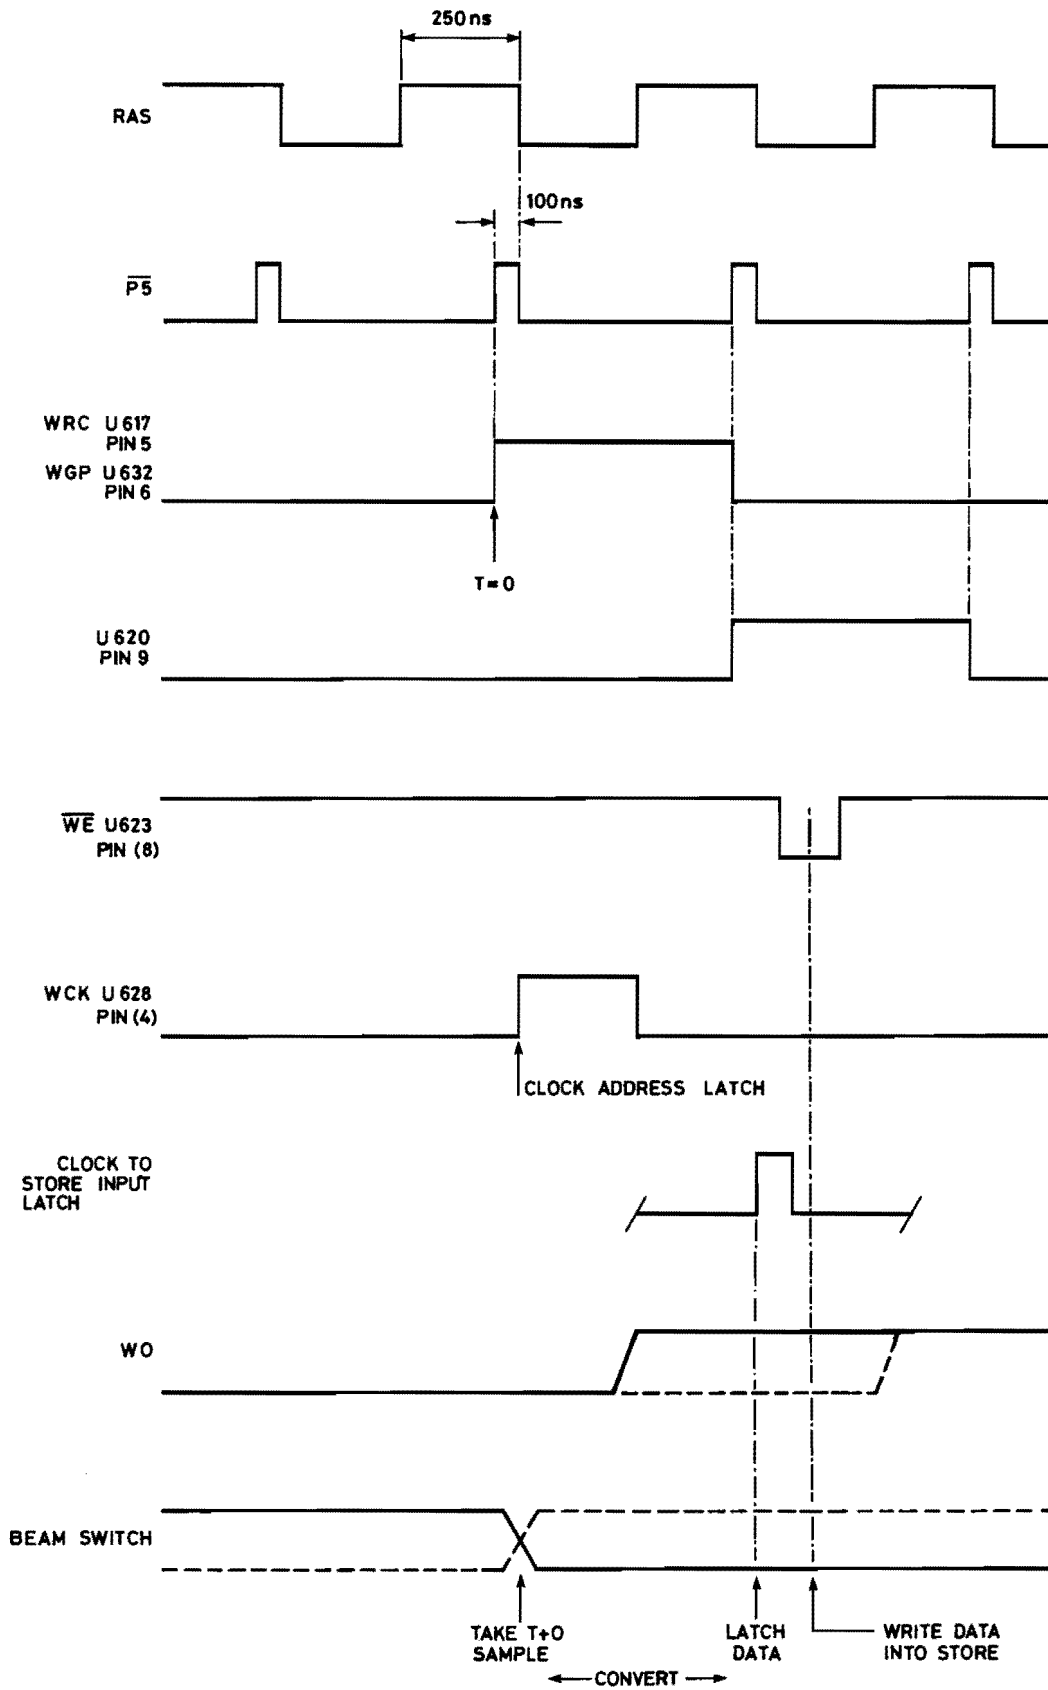 250ns
RAS
100ns
P5
WRC U617
PIN 5
WGP U632
PIN 6
T=0
U620
PIN 9
WE U623
PIN (8)
WCK U628
PIN (4)
CLOCK ADDRESS LATCH
CLOCK TO
STORE INPUT
LATCH
WO
BEAM SWITCH
TAKE T+O
SAMPLE
LATCH
DATA
WRITE DATA
INTO STORE
CONVERT